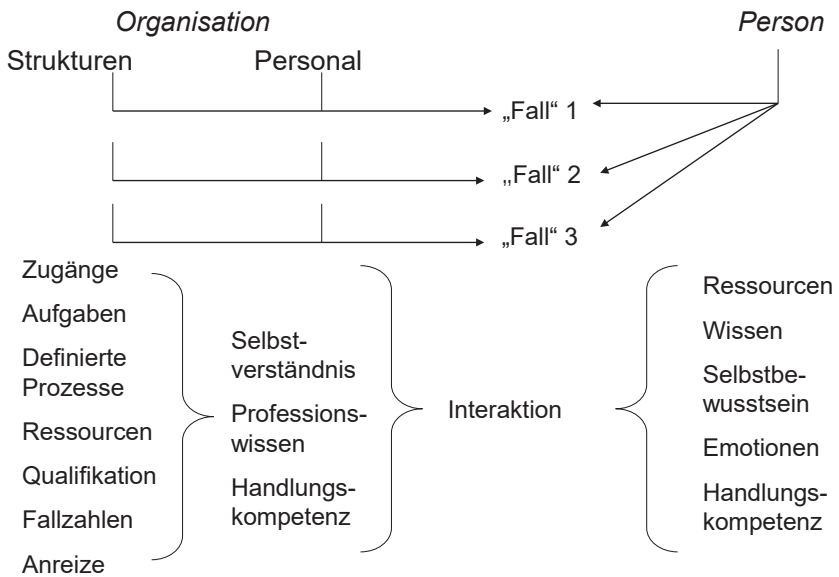 Organisation Person
Strukturen Personal
„Fall“ 1
„Fall“ 2
„Fall“ 3
Zugänge
Aufgaben
Definierte
Prozesse
Ressourcen
Qualifikation
Fallzahlen
Anreize
Selbst-
verständnis
Professions-
wissen
Handlungs-
kompetenz
Interaktion
Ressourcen
Wissen
Selbstbe-
wusstsein
Emotionen
Handlungs-
kompetenz